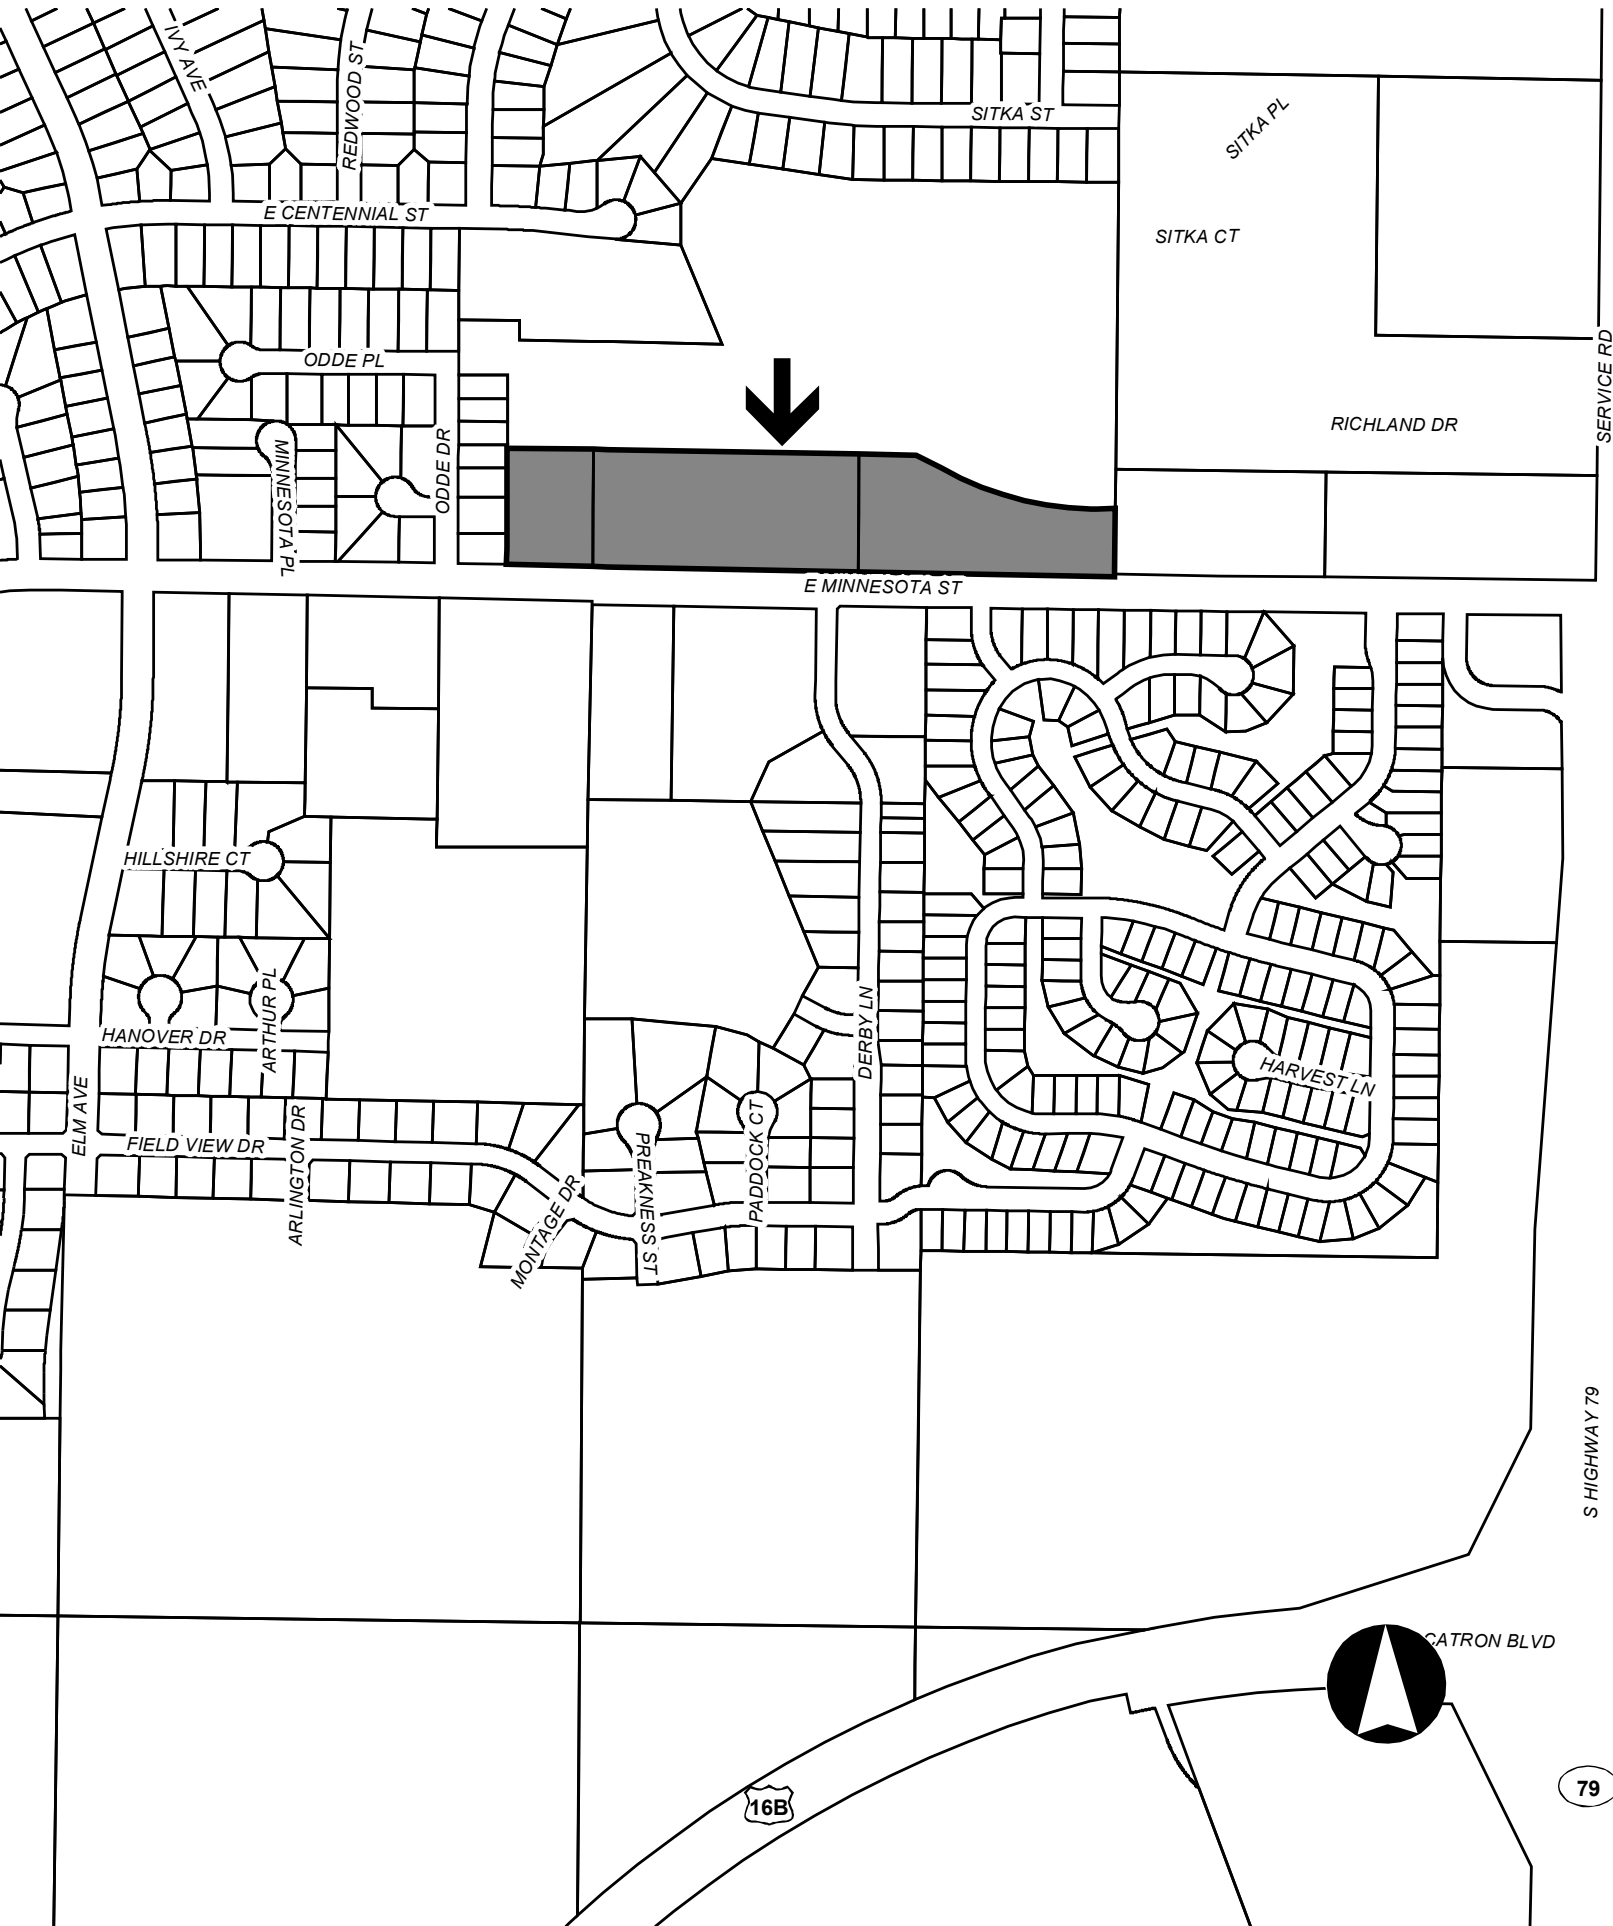 IVY AVE
REDWOOD ST
SITKA ST
SITKA PL
E CENTENNIAL ST
SITKA CT
ODDE PL
SERVICE RD
RICHLAND DR
ODDE DR
MINNESOTA PL
E MINNESOTA ST
HILLSHIRE CT
ARTHUR PL
DERBY LN
HANOVER DR
HARVEST LN
ELM AVE
FIELD VIEW DR
ARLINGTON DR
PADDOCK CT
PREAKNESS ST
MONTAGE DR
S HIGHWAY 79
CATRON BLVD
79
16B